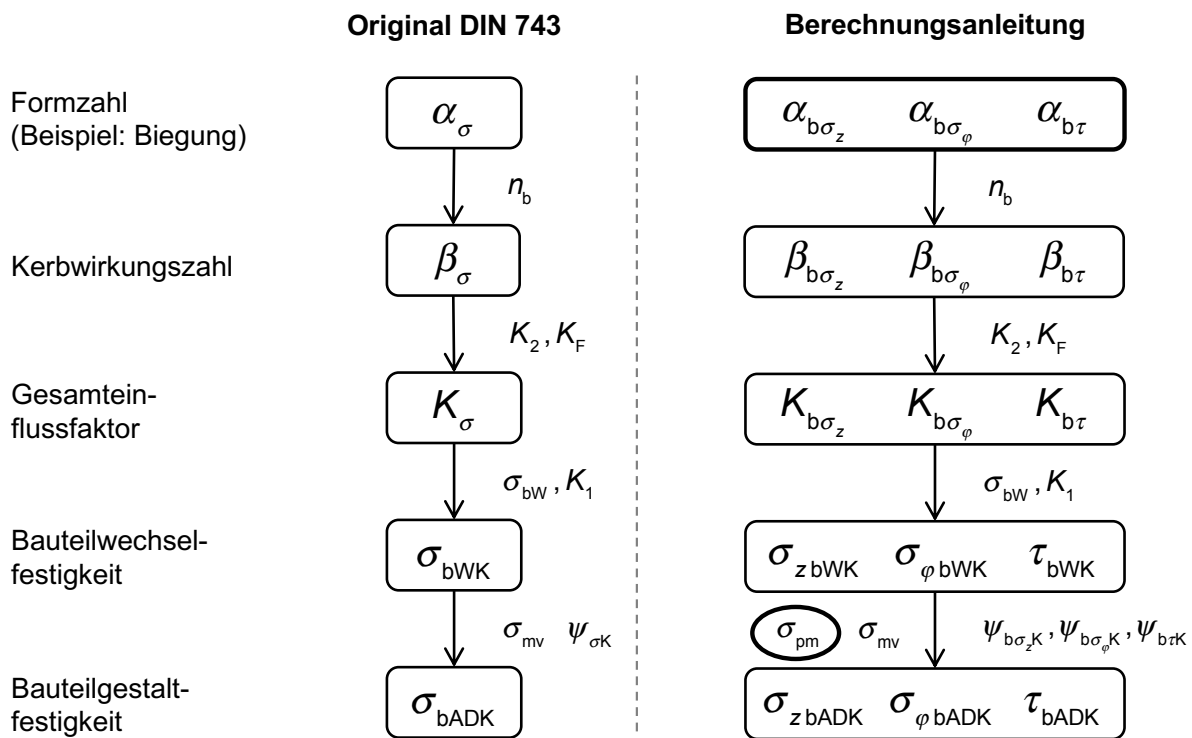 Original DIN 743 Berechnungsanleitung
Formzahl
(Beispiel: Biegung)
α_σ α_bσ_z α_bσ_φ α_bτ
n_b n_b
Kerbwirkungszahl β_σ β_bσ_z β_bσ_φ β_bτ
K_2, K_F K_2, K_F
Gesamtein-
flussfaktor
K_σ K_bσ_z K_bσ_φ K_bτ
σ_bW, K_1 σ_bW, K_1
Bauteilwechsel-
festigkeit
σ_bWK σ_z bWK σ_φ bWK τ_bWK
σ_mv ψ_σK σ_pm σ_mv ψ_bσ_zK, ψ_bσ_φK, ψ_bτK
Bauteilgestalt-
festigkeit
σ_bADK σ_z bADK σ_φ bADK τ_bADK